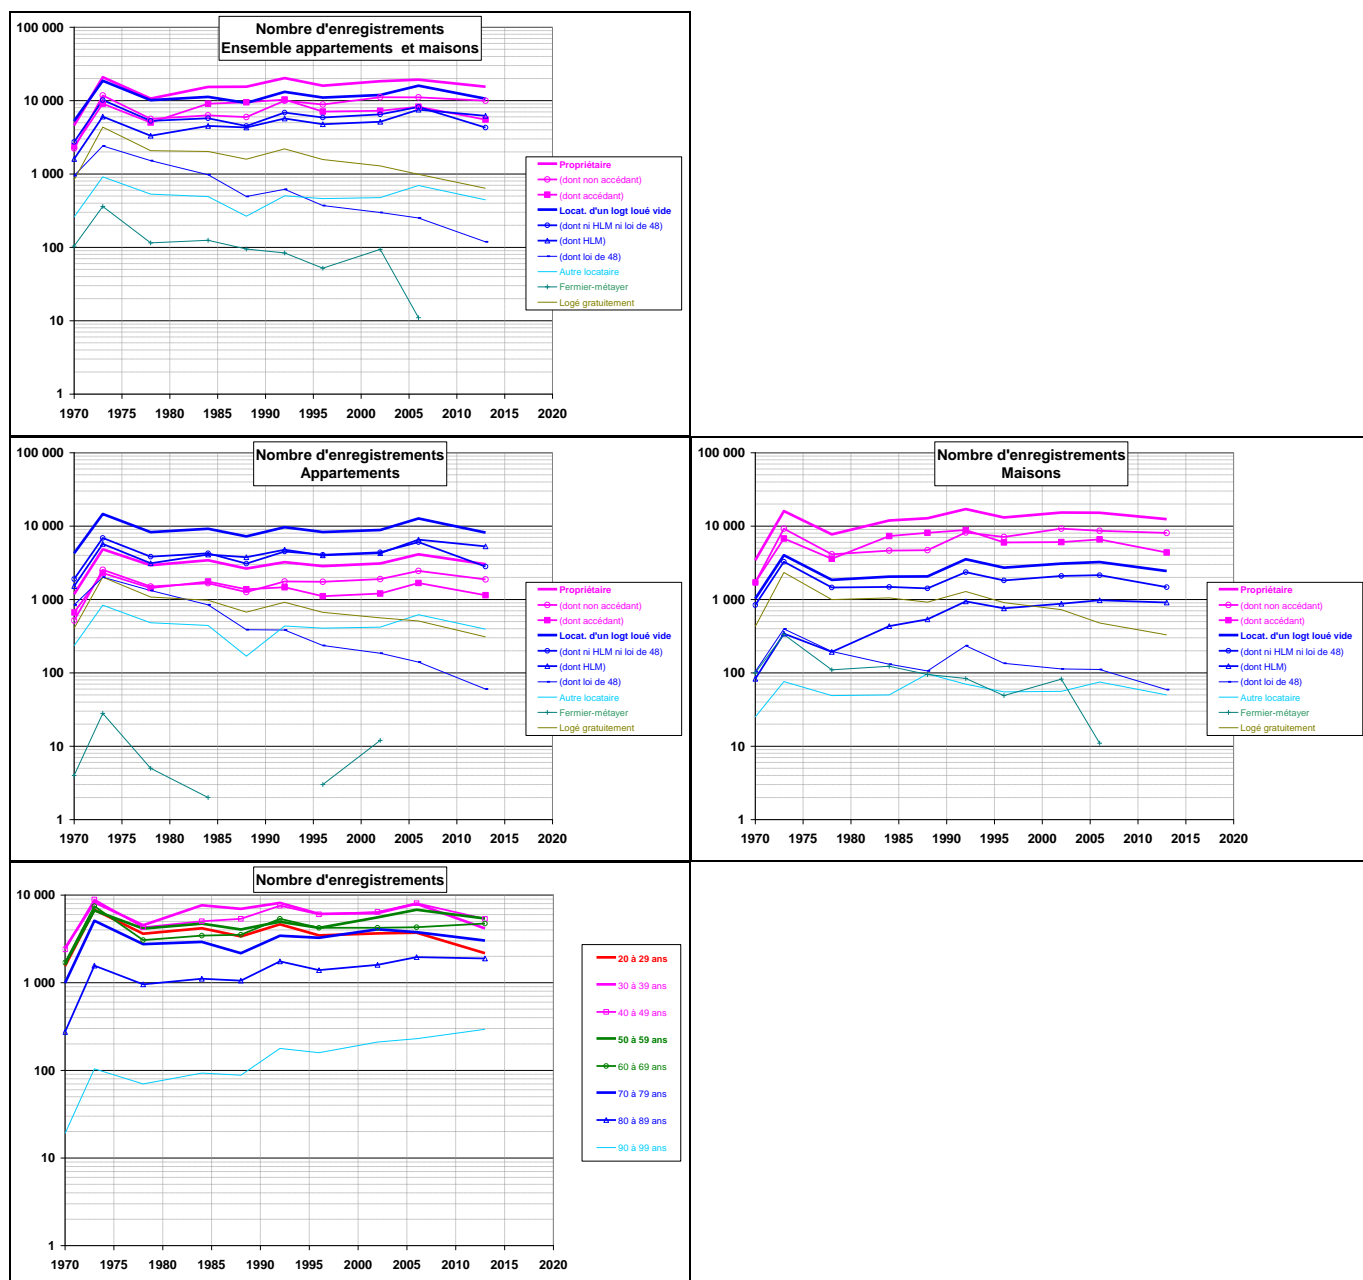 Nombre d'enregistrements
Ensemble appartements et maisons
100 000
10 000
1 000
100
10
1
1970 1975 1980 1985 1990 1995 2000 2005 2010 2015 2020
Propriétaire
(dont non accédant)
(dont accédant)
Locat. d'un logt loué vide
(dont ni HLM ni loi de 48)
(dont HLM)
(dont loi de 48)
Autre locataire
Fermier-métayer
Logé gratuitement
Nombre d'enregistrements
Appartements
100 000
10 000
1 000
100
10
1
1970 1975 1980 1985 1990 1995 2000 2005 2010 2015 2020
Propriétaire
(dont non accédant)
(dont accédant)
Locat. d'un logt loué vide
(dont ni HLM ni loi de 48)
(dont HLM)
(dont loi de 48)
Autre locataire
Fermier-métayer
Logé gratuitement
Nombre d'enregistrements
Maisons
100 000
10 000
1 000
100
10
1
1970 1975 1980 1985 1990 1995 2000 2005 2010 2015 2020
Propriétaire
(dont non accédant)
(dont accédant)
Locat. d'un logt loué vide
(dont ni HLM ni loi de 48)
(dont HLM)
(dont loi de 48)
Autre locataire
Fermier-métayer
Logé gratuitement
Nombre d'enregistrements
10 000
1 000
100
10
1
1970 1975 1980 1985 1990 1995 2000 2005 2010 2015 2020
20 à 29 ans
30 à 39 ans
40 à 49 ans
50 à 59 ans
60 à 69 ans
70 à 79 ans
80 à 89 ans
90 à 99 ans